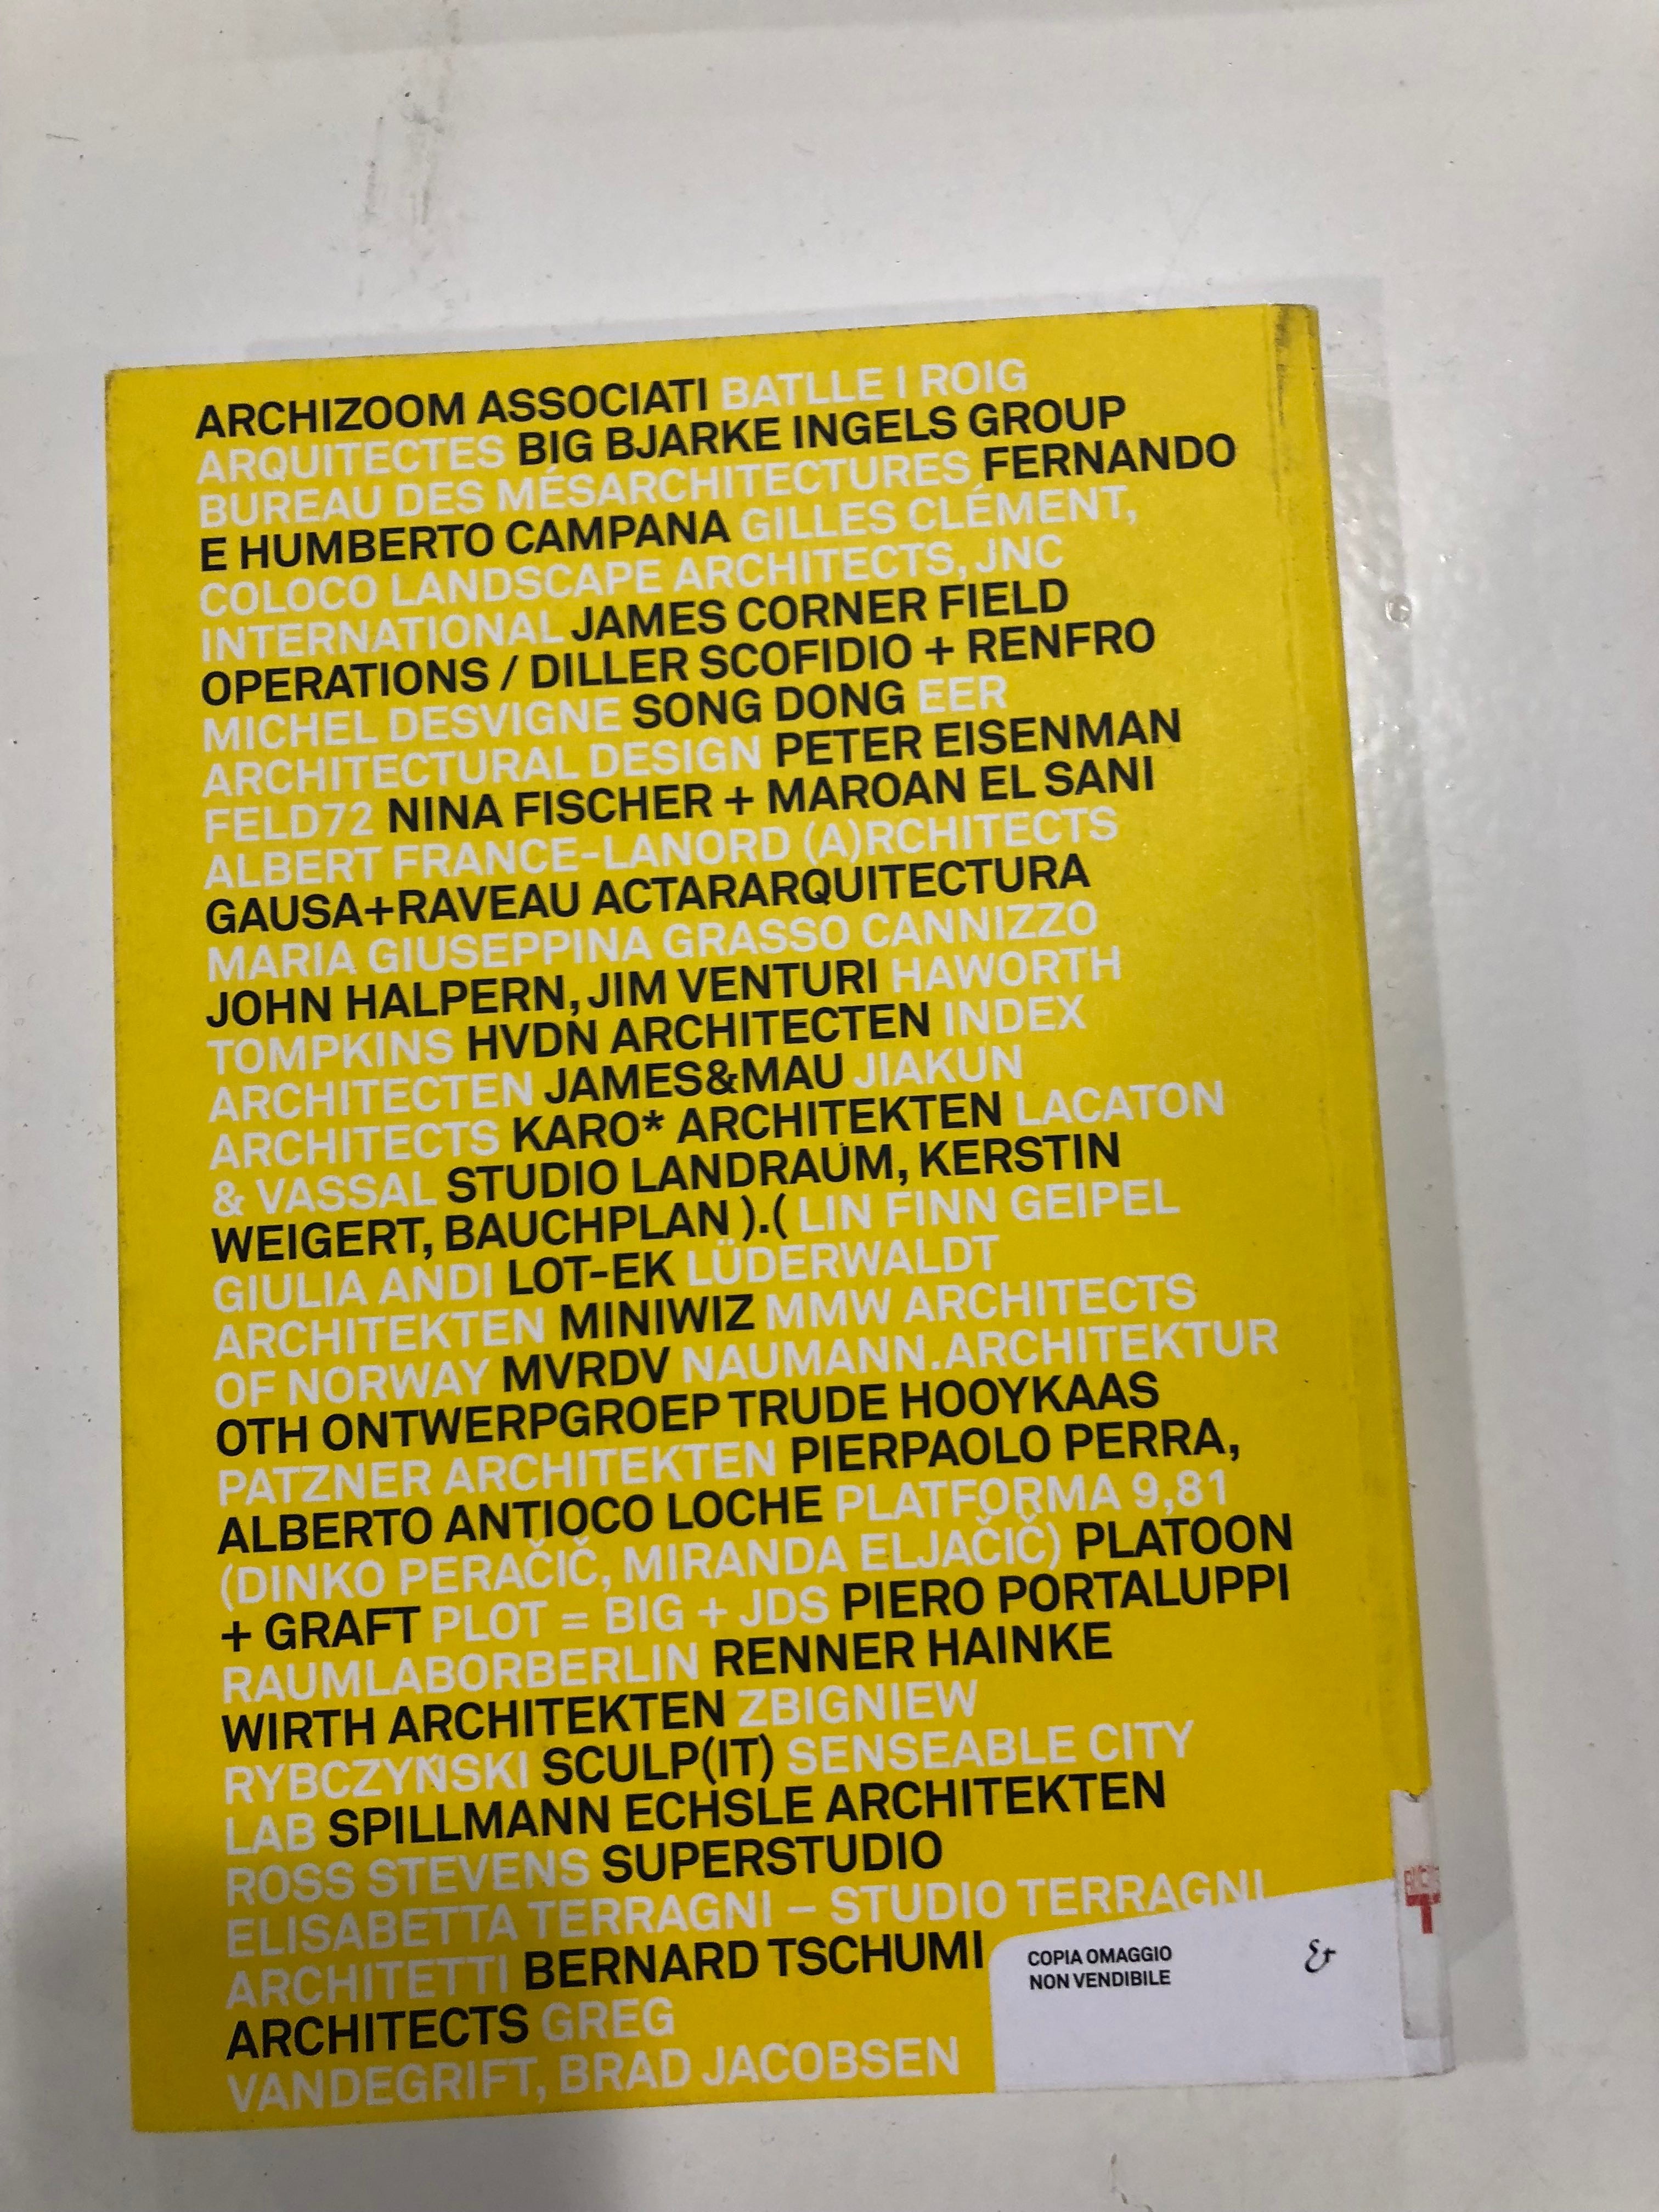 ARCHIZOOM ASSOCIATI BATLLE I ROIG
ARQUITECTES BIG BJARKE INGELS GROUP
BUREAU DES MÉSARCHITECTURES FERNANDO
E HUMBERTO CAMPANA GILLES CLÉMENT,
COLOCO LANDSCAPE ARCHITECTS, JNC
INTERNATIONAL JAMES CORNER FIELD
OPERATIONS / DILLER SCOFIDIO + RENFRO
MICHEL DESVIGNE SONG DONG EER
ARCHITECTURAL DESIGN PETER EISENMAN
FELD72 NINA FISCHER + MAROAN EL SANI
ALBERT FRANCE-LANORD (A)RCHITECTS
GAUSA+RAVEAU ACTARARQUITECTURA
MARIA GIUSEPPINA GRASSO CANNIZZO
JOHN HALPERN, JIM VENTURI HAWORTH
TOMPKINS HVDN ARCHITECTEN INDEX
ARCHITECTEN JAMES&MAU JIAKUN
ARCHITECTS KARO* ARCHITEKTEN LACATON
& VASSAL STUDIO LANDRAUM, KERSTIN
WEIGERT, BAUCHPLAN ).( LIN FINN GEIPEL
GIULIA ANDI LOT-EK LÜDERWALDT
ARCHITEKTEN MINIWIZ MMW ARCHITECTS
OF NORWAY MVRDV NAUMANN.ARCHITEKTUR
OTH ONTWERPGROEP TRUDE HOOYKAAS
PATZNER ARCHITEKTEN PIERPAOLO PERRA,
ALBERTO ANTIOCO LOCHE PLATFORMA 9,81
(DINKO PERAČIČ, MIRANDA ELJAČIČ) PLATOON
+ GRAFT PLOT = BIG + JDS PIERO PORTALUPPI
RAUMLABORBERLIN RENNER HAINKE
WIRTH ARCHITEKTEN ZBIGNIEW
RYBCZYŃSKI SCULP(IT) SENSEABLE CITY
LAB SPILLMANN ECHSLE ARCHITEKTEN
ROSS STEVENS SUPERSTUDIO
ELISABETTA TERRAGNI – STUDIO TERRAGNI
ARCHITETTI BERNARD TSCHUMI
ARCHITECTS GREG
VANDEGRIFT, BRAD JACOBSEN
COPIA OMAGGIO
NON VENDIBILE
&